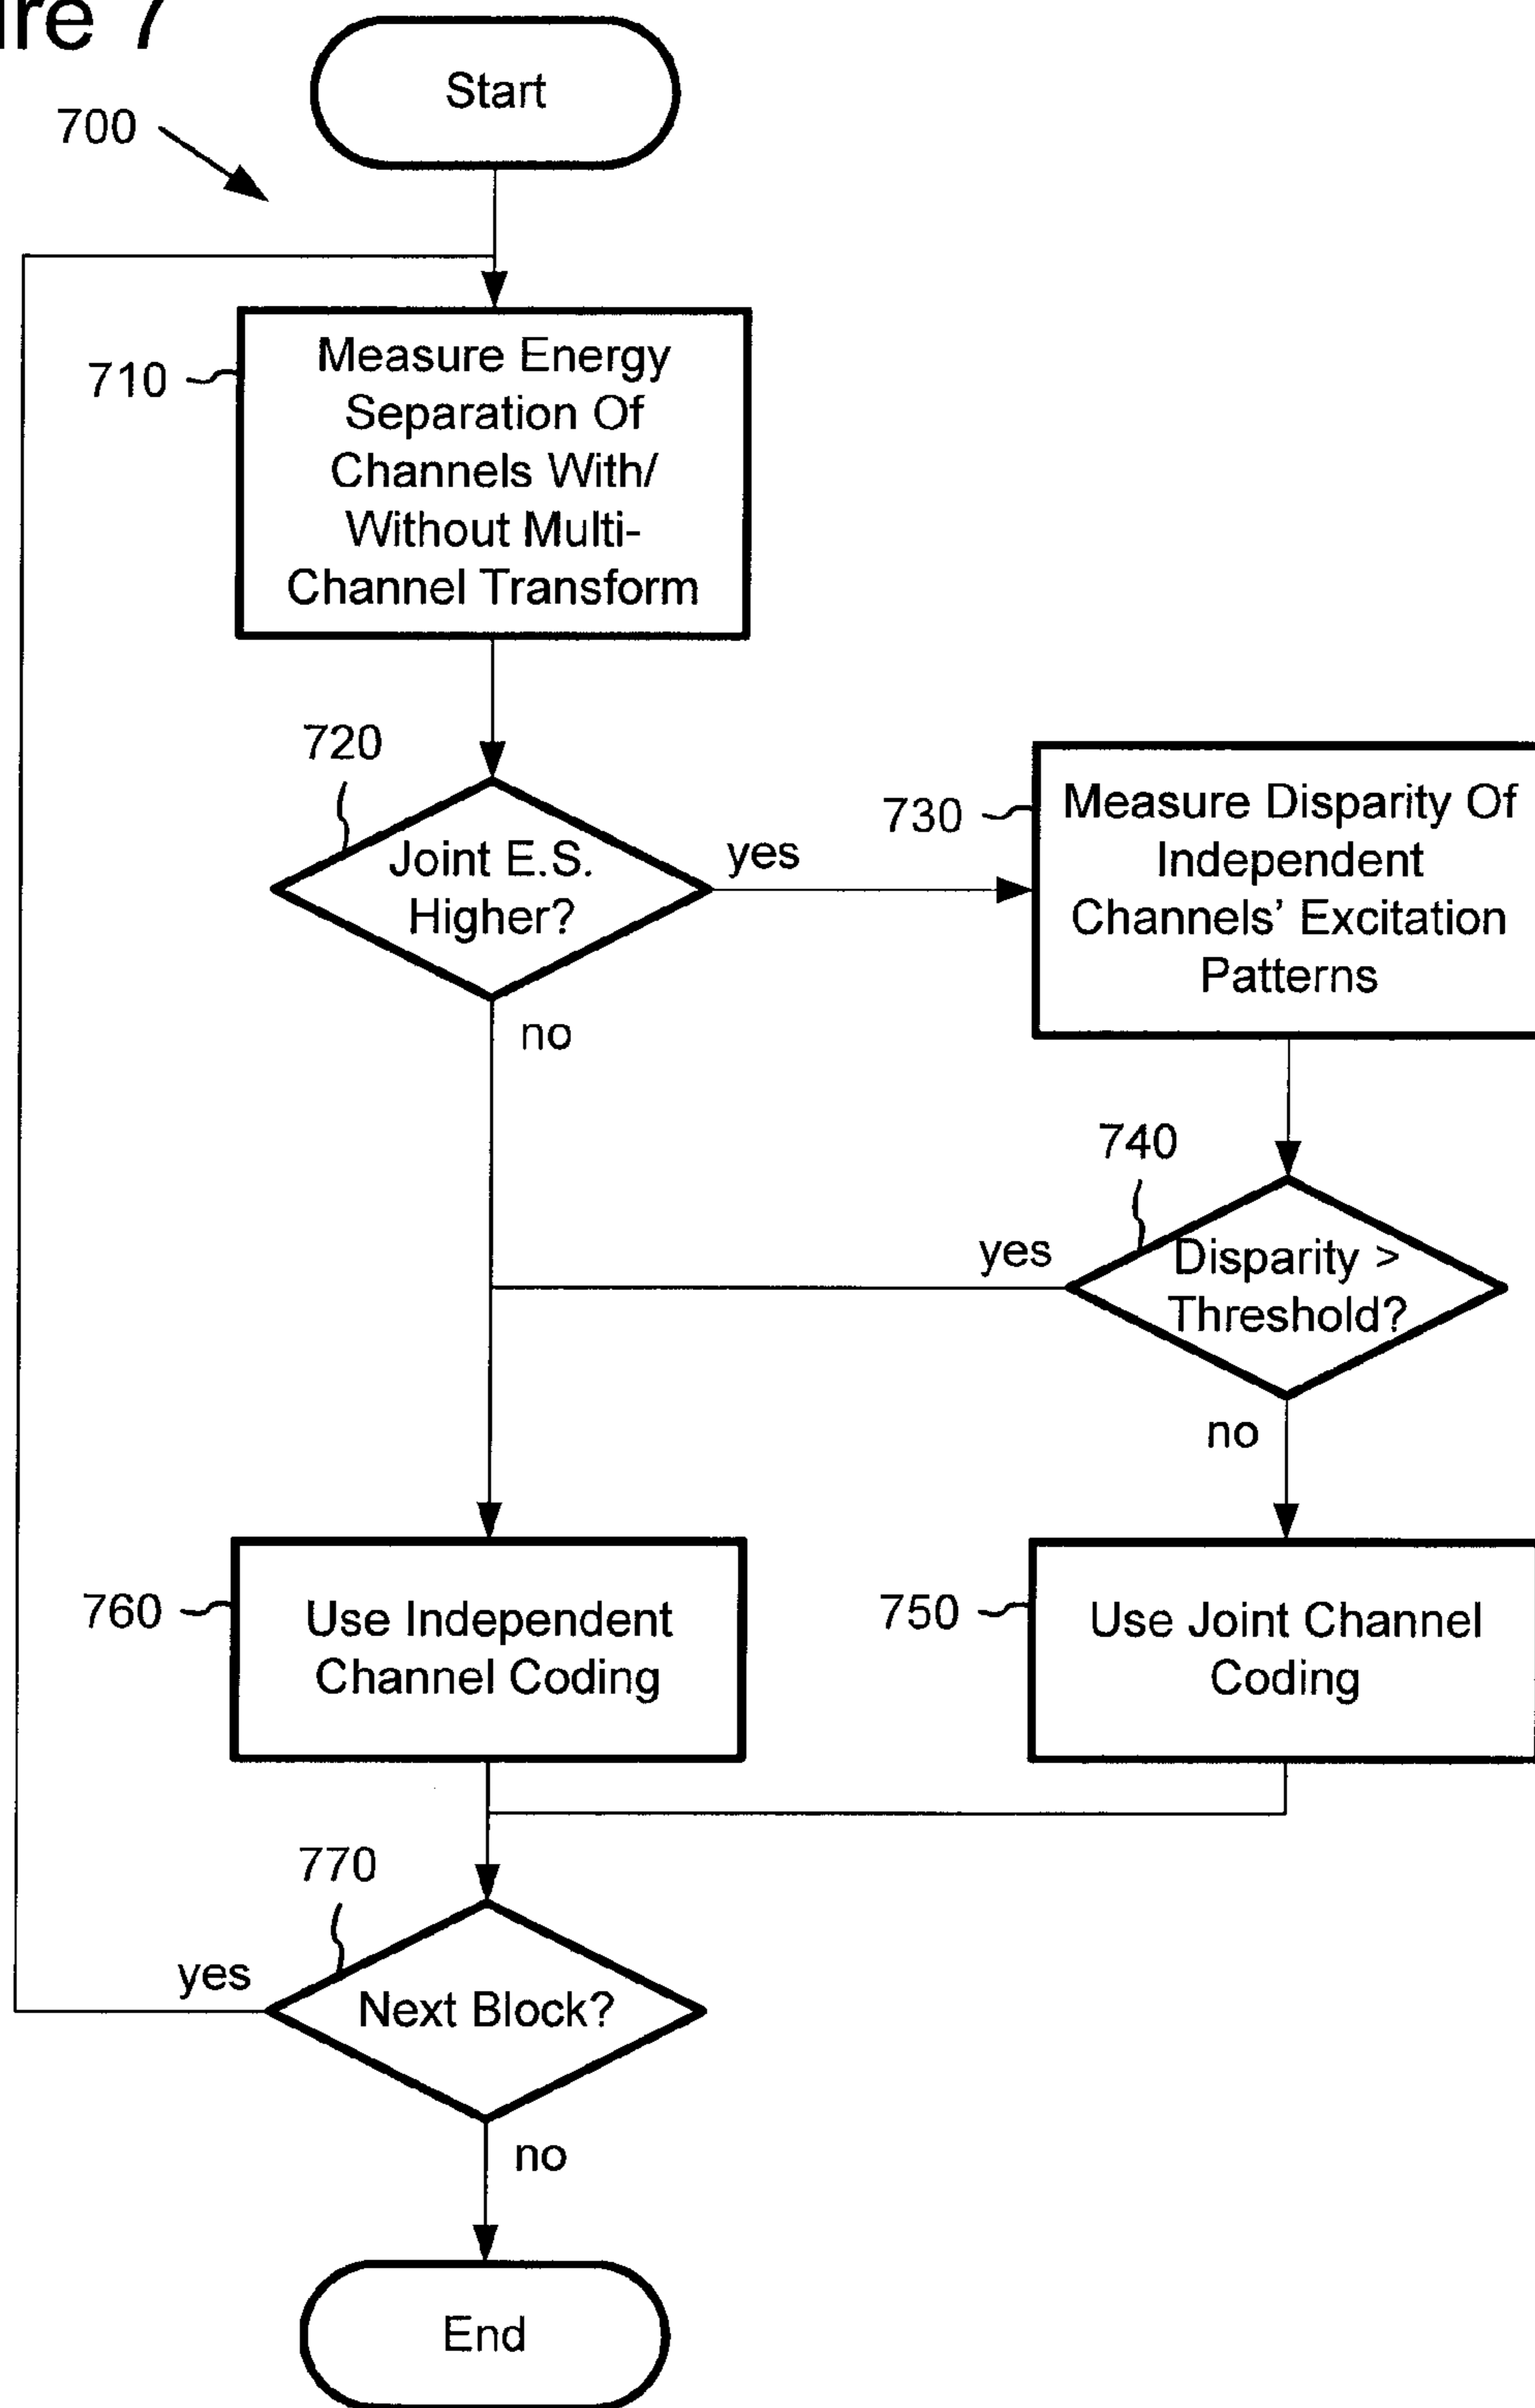 ire 7
Start
700
710
Measure Energy
Separation Of
Channels With/
Without Multi-
Channel Transform
720
Joint E.S.
Higher?
yes
no
730
Measure Disparity Of
Independent
Channels' Excitation
Patterns
740
Disparity >
Threshold?
yes
no
760
Use Independent
Channel Coding
750
Use Joint Channel
Coding
770
Next Block?
yes
no
End